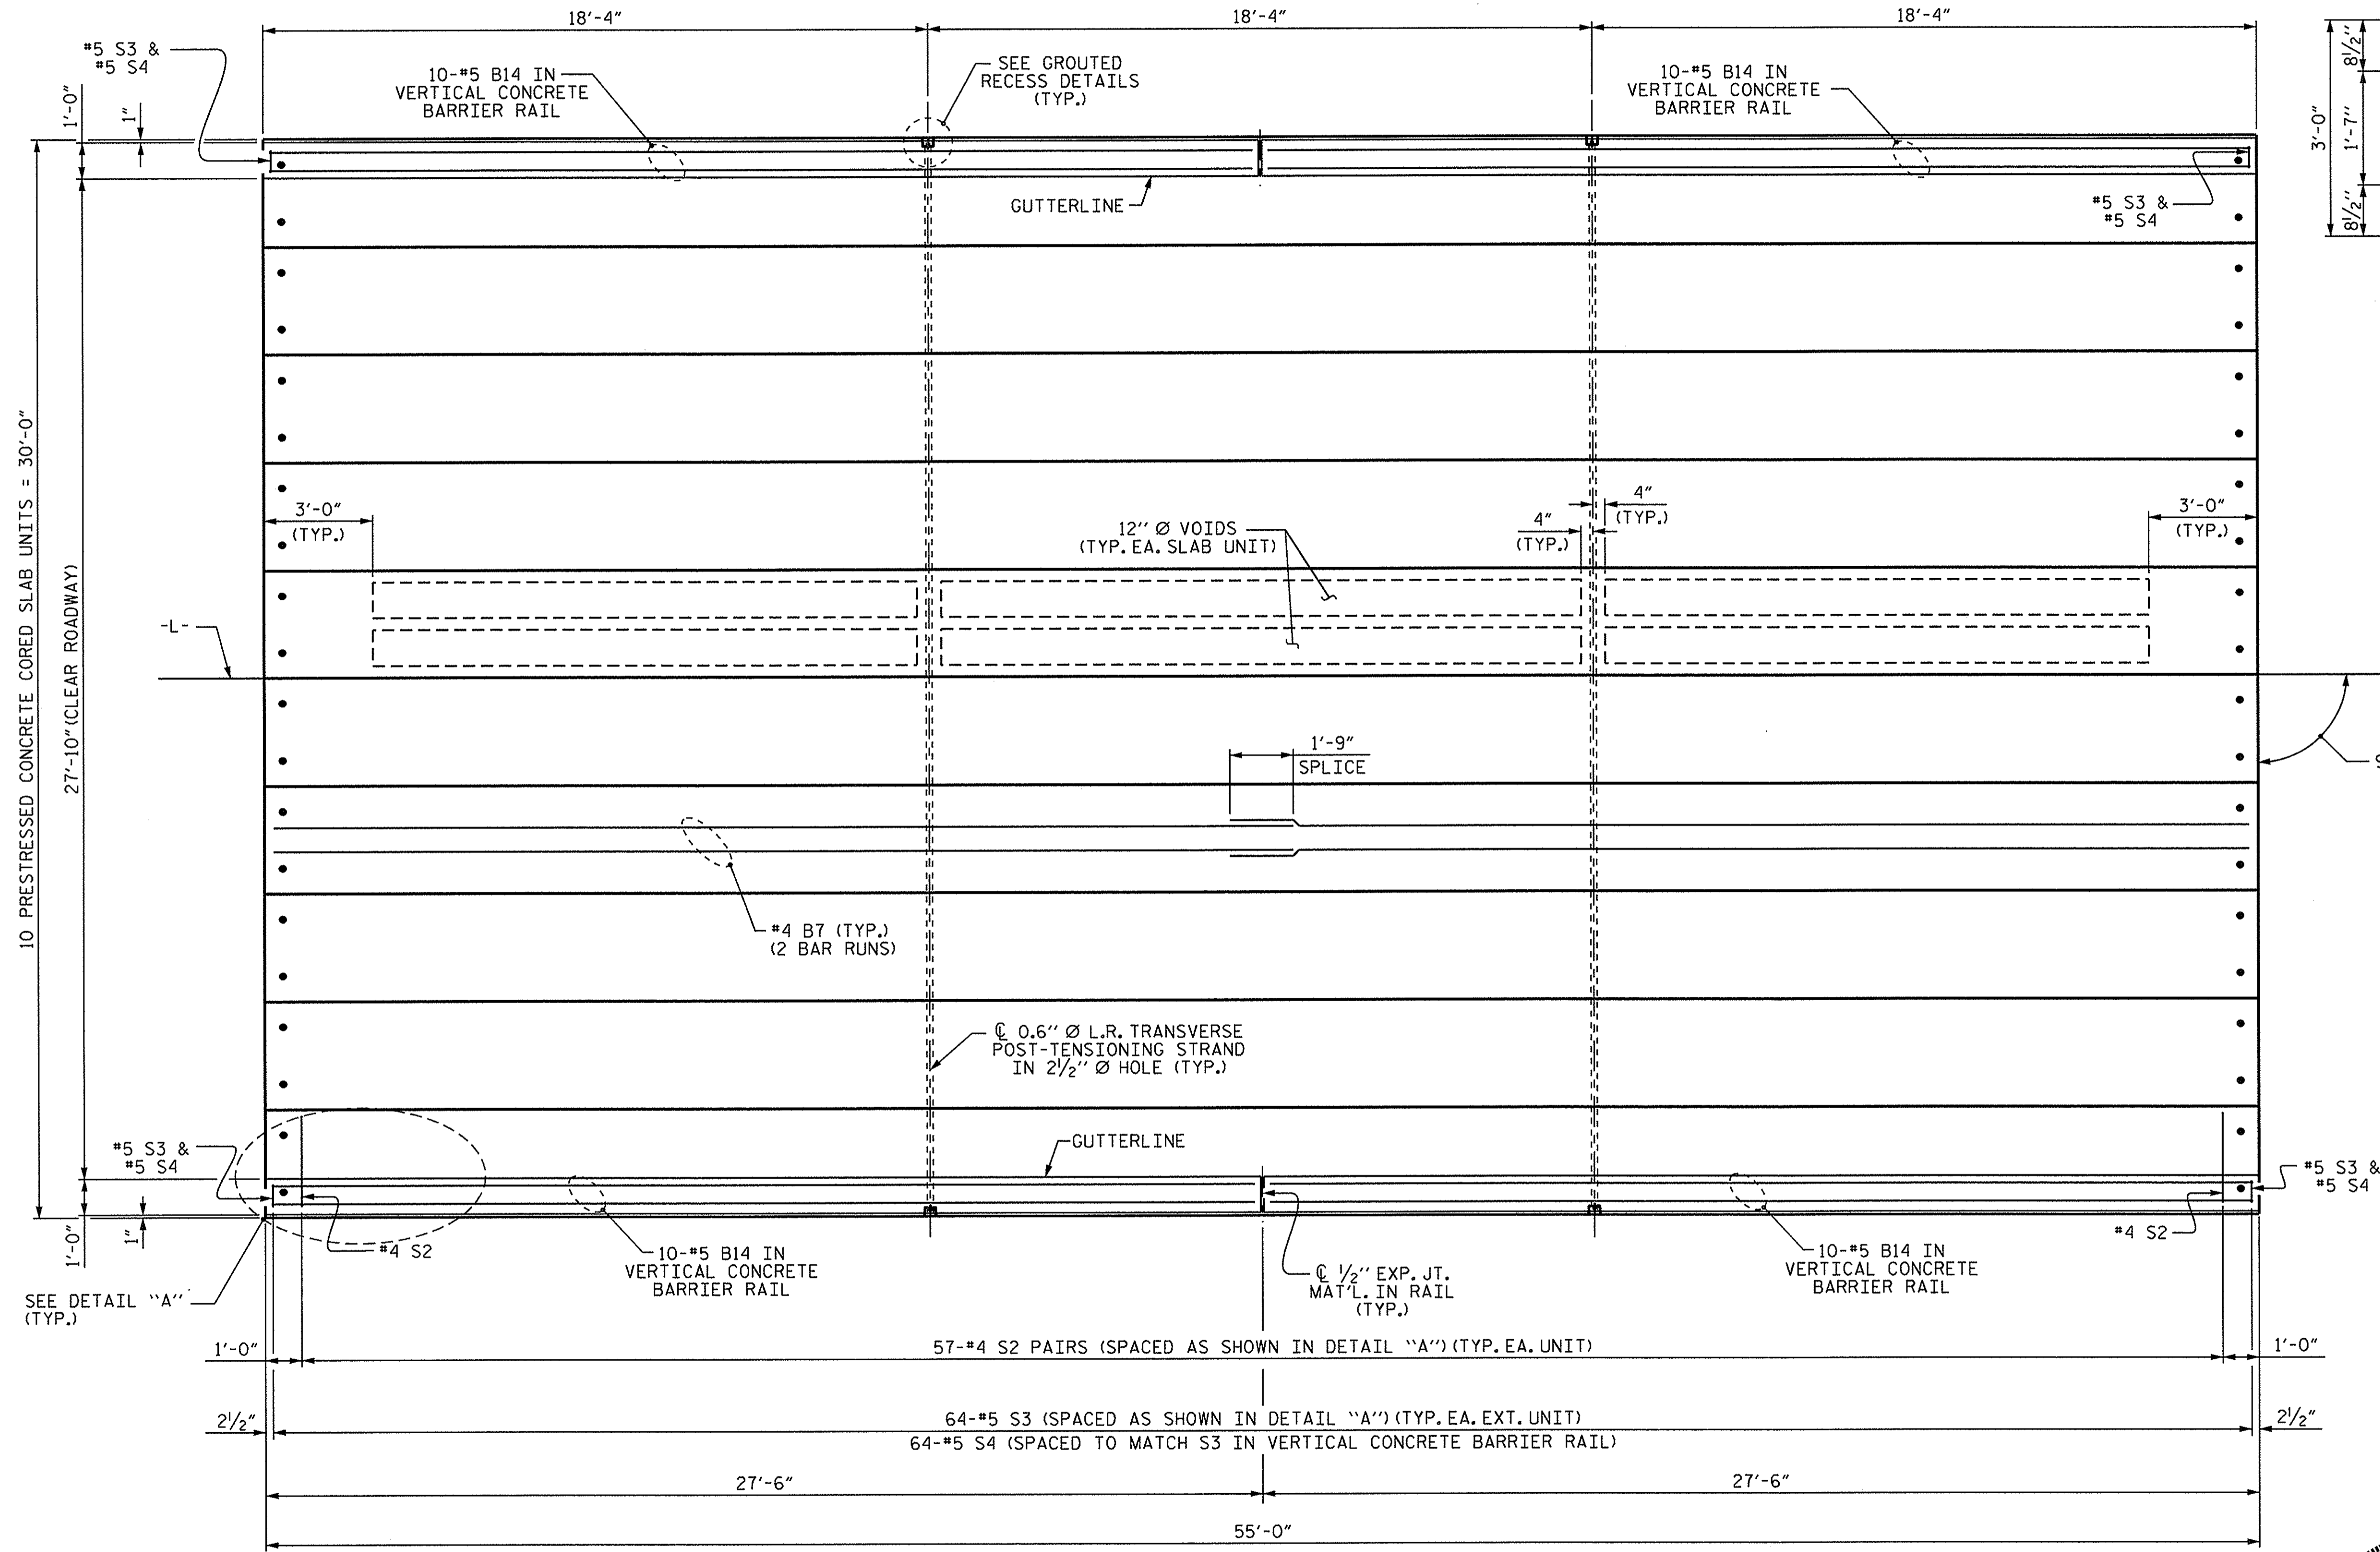 18'-4"
18'-4"
18'-4"
#5 S3 &
#5 S4
10-#5 B14 IN
VERTICAL CONCRETE
BARRIER RAIL
SEE GROUTED
RECESS DETAILS
(TYP.)
10-#5 B14 IN
VERTICAL CONCRETE
BARRIER RAIL
8½"
3'-0"
1'-7"
8½"
1'-0"
1"
GUTTERLINE
#5 S3 &
#5 S4
10 PRESTRESSED CONCRETE CORED SLAB UNITS = 30'-0"
27'-10"(CLEAR ROADWAY)
3'-0"
(TYP.)
12" Ø VOIDS
(TYP. EA. SLAB UNIT)
4"
(TYP.)
4"
(TYP.)
3'-0"
(TYP.)
-L-
1'-9"
SPLICE
#4 B7 (TYP.)
(2 BAR RUNS)
℄ 0.6" Ø L.R. TRANSVERSE
POST-TENSIONING STRAND
IN 2½" Ø HOLE (TYP.)
#5 S3 &
#5 S4
GUTTERLINE
#5 S3 &
#5 S4
1'-0"
1"
#4 S2
#4 S2
10-#5 B14 IN
VERTICAL CONCRETE
BARRIER RAIL
℄ ½" EXP. JT.
MAT'L. IN RAIL
(TYP.)
10-#5 B14 IN
VERTICAL CONCRETE
BARRIER RAIL
SEE DETAIL "A"
(TYP.)
1'-0"
57-#4 S2 PAIRS (SPACED AS SHOWN IN DETAIL "A") (TYP. EA. UNIT)
1'-0"
2½"
64-#5 S3 (SPACED AS SHOWN IN DETAIL "A") (TYP. EA. EXT. UNIT)
64-#5 S4 (SPACED TO MATCH S3 IN VERTICAL CONCRETE BARRIER RAIL)
2½"
27'-6"
27'-6"
55'-0"